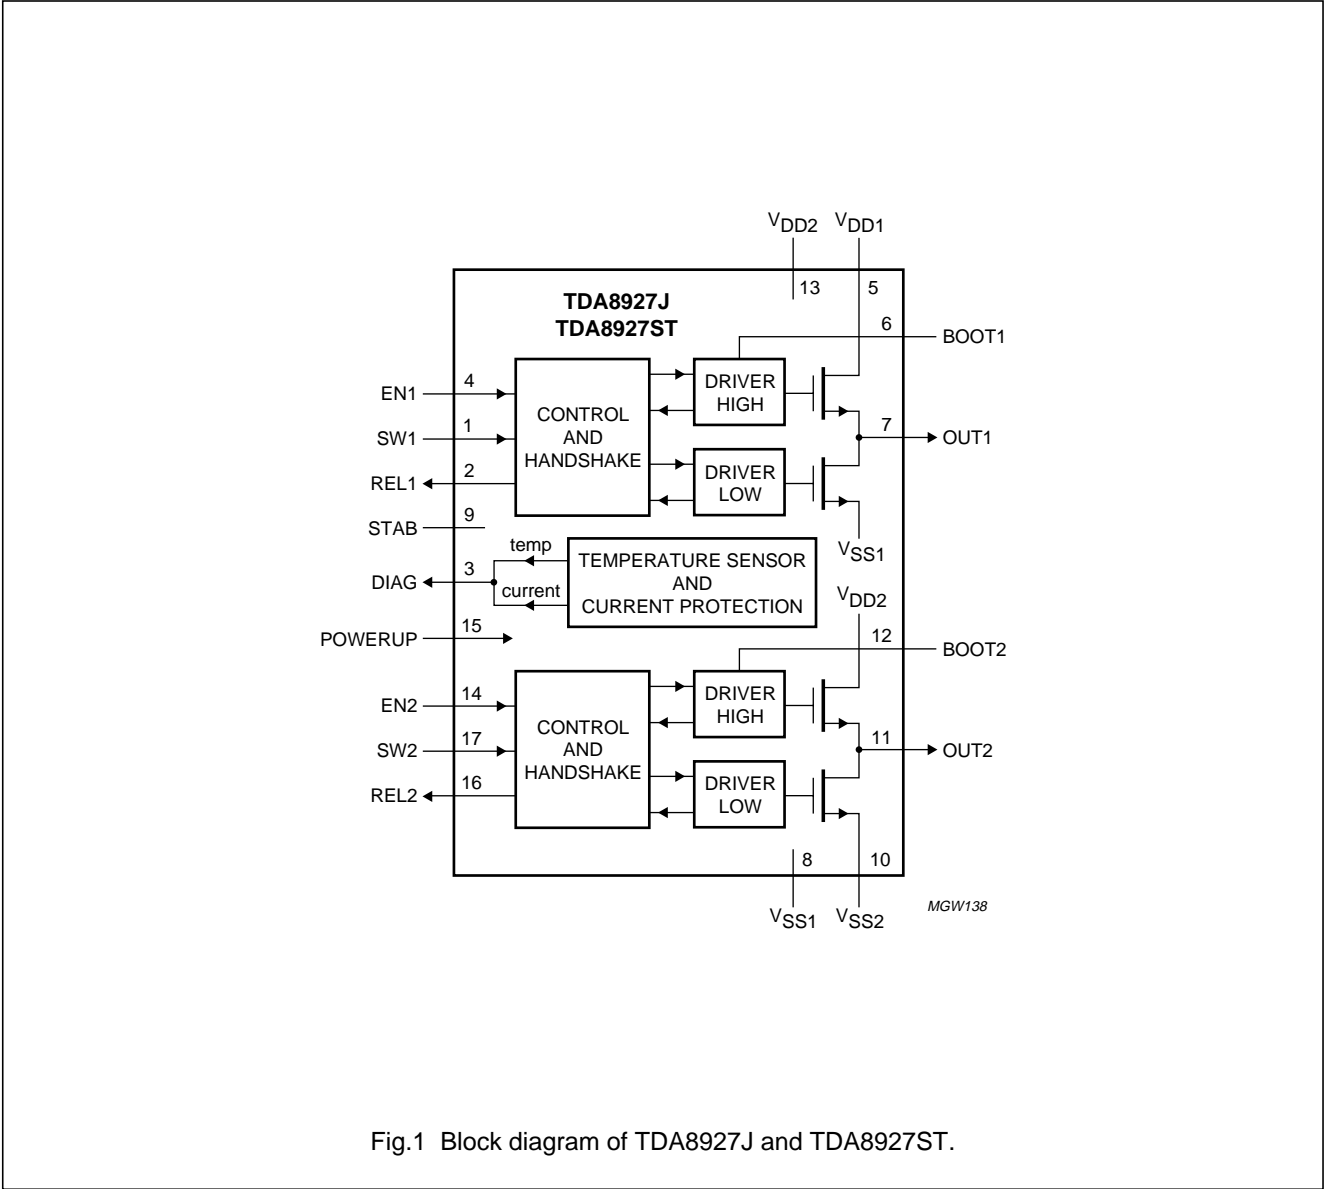 VDD2 VDD1
13 5
TDA8927J
TDA8927ST
6 BOOT1
EN1 4
SW1 1
REL1 2
STAB 9
CONTROL
AND
HANDSHAKE
DRIVER
HIGH
DRIVER
LOW
7 OUT1
VSS1
DIAG 3
temp
current
TEMPERATURE SENSOR
AND
CURRENT PROTECTION
VDD2
POWERUP 15
12 BOOT2
EN2 14
SW2 17
REL2 16
CONTROL
AND
HANDSHAKE
DRIVER
HIGH
DRIVER
LOW
11 OUT2
8 10
VSS1 VSS2
MGW138
Fig.1 Block diagram of TDA8927J and TDA8927ST.